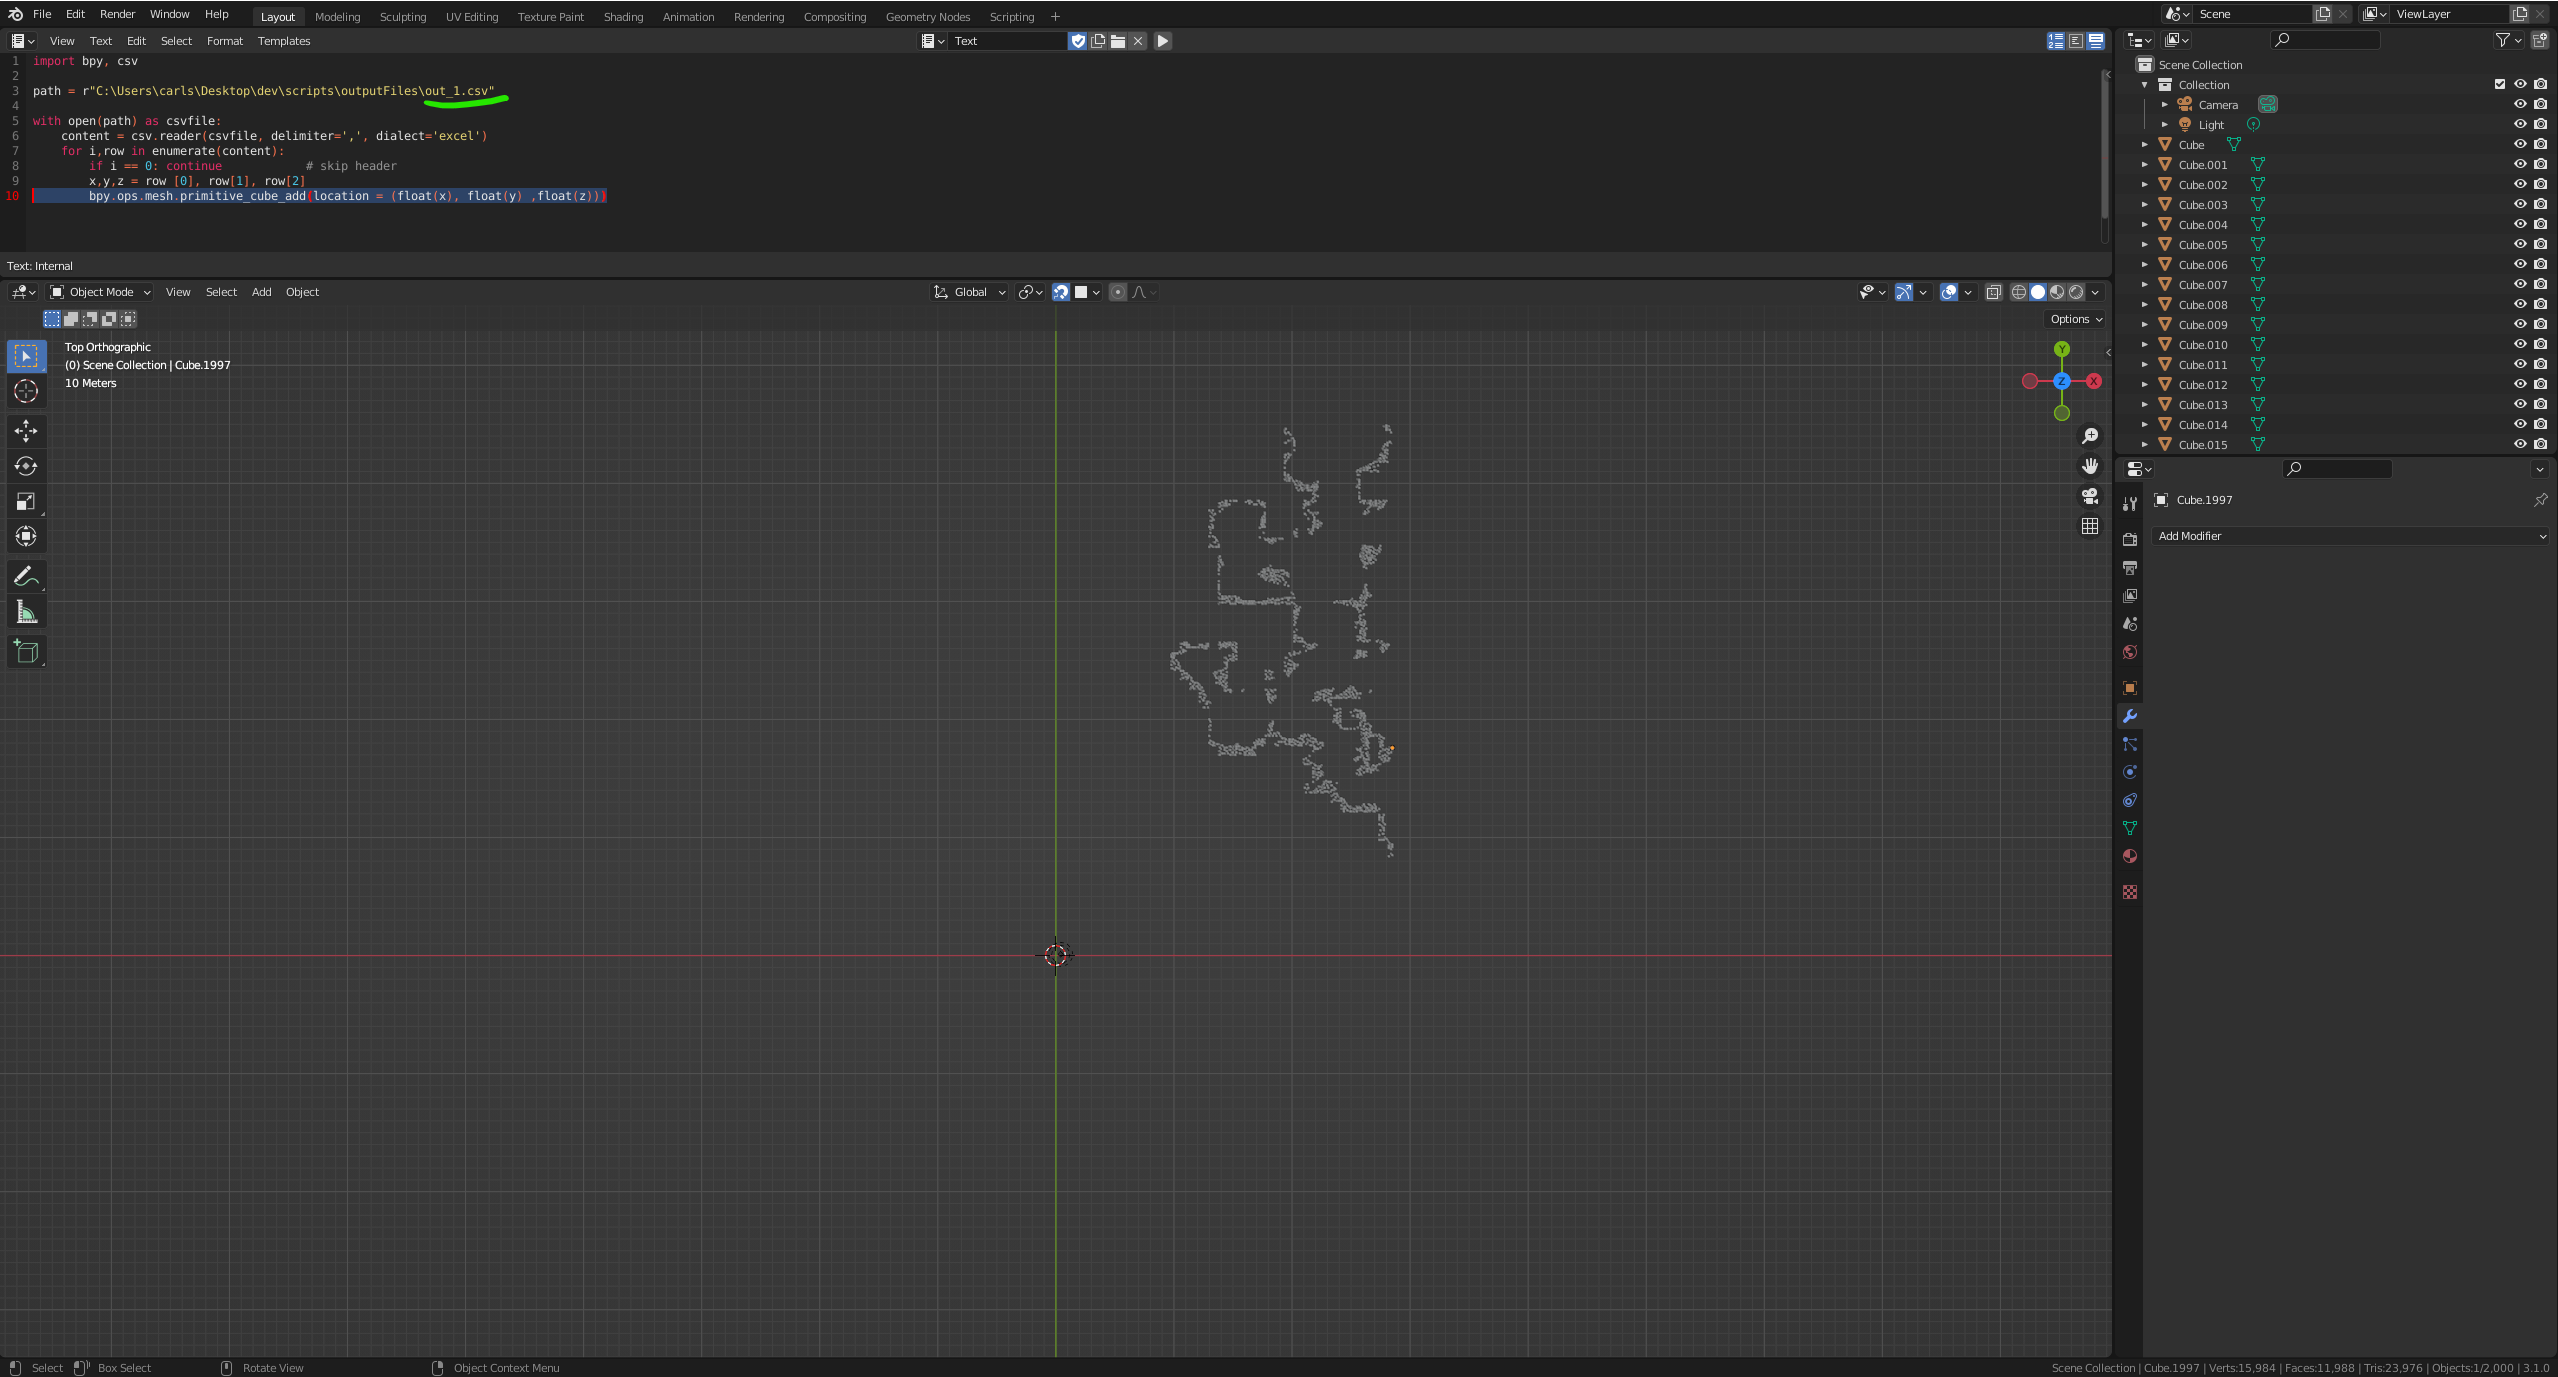 File Edit Render Window Help Layout Modeling Sculpting UV Editing Texture Paint Shading Animation Rendering Compositing Geometry Nodes Scripting + Scene ViewLayer
View Text Edit Select Format Templates Text
1 import bpy, csv
2
3 path = r"C:\Users\carls\Desktop\dev\scripts\outputFiles\out_1.csv"
4
5 with open(path) as csvfile:
6 content = csv.reader(csvfile, delimiter=',', dialect='excel')
7 for i,row in enumerate(content):
8 if i == 0: continue # skip header
9 x,y,z = row [0], row[1], row[2]
10 bpy.ops.mesh.primitive_cube_add(location = (float(x), float(y) ,float(z)))
Text: Internal
Object Mode View Select Add Object Global
Options
Top Orthographic
(0) Scene Collection | Cube.1997
10 Meters
Y
Z X
Scene Collection
Collection
Camera
Light
Cube
Cube.001
Cube.002
Cube.003
Cube.004
Cube.005
Cube.006
Cube.007
Cube.008
Cube.009
Cube.010
Cube.011
Cube.012
Cube.013
Cube.014
Cube.015
Cube.1997
Add Modifier
Select Box Select Rotate View Object Context Menu Scene Collection | Cube.1997 | Verts:15,984 | Faces:11,988 | Tris:23,976 | Objects:1/2,000 | 3.1.0